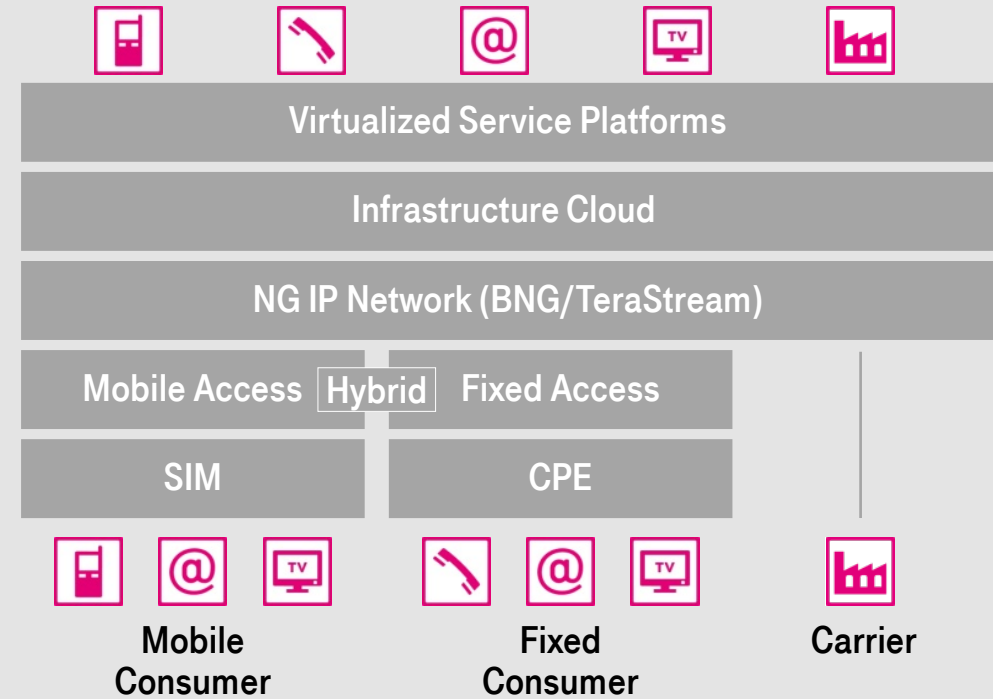 @
TV
Virtualized Service Platforms
Infrastructure Cloud
NG IP Network (BNG/TeraStream)
Mobile Access Hybrid Fixed Access
SIM
CPE
@
TV
@
TV
Mobile
Consumer
Fixed
Consumer
Carrier